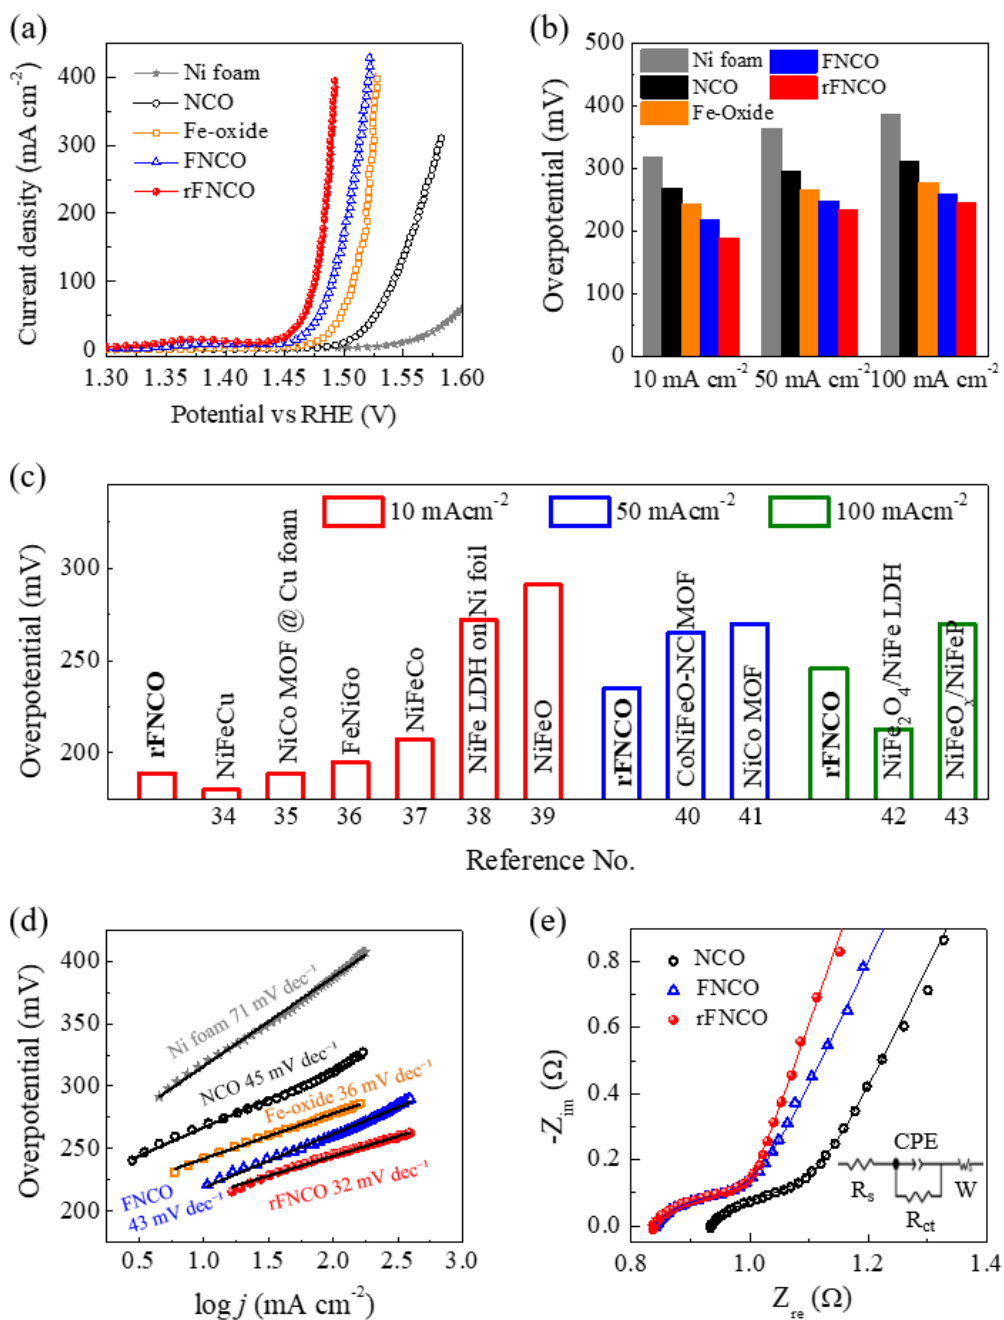 (a)
Current density (mA cm⁻²)
400
300
200
100
0
Ni foam
NCO
Fe-oxide
FNCO
rFNCO
1.30 1.35 1.40 1.45 1.50 1.55 1.60
Potential vs RHE (V)
(b)
Overpotential (mV)
500
400
300
200
100
0
Ni foam
NCO
Fe-Oxide
FNCO
rFNCO
10 mA cm⁻² 50 mA cm⁻² 100 mA cm⁻²
(c)
Overpotential (mV)
300
250
200
10 mAcm⁻² 50 mAcm⁻² 100 mAcm⁻²
rFNCO
NiFeCu
NiCo MOF @ Cu foam
FeNiGo
NiFeCo
NiFe LDH on Ni foil
NiFeO
rFNCO
CoNiFeO-NC MOF
NiCo MOF
rFNCO
NiFe₂O₄/NiFe LDH
NiFeOₓ/NiFeP
34 35 36 37 38 39 40 41 42 43
Reference No.
(d)
Overpotential (mV)
400
350
300
250
200
Ni foam 71 mV dec⁻¹
NCO 45 mV dec⁻¹
Fe-oxide 36 mV dec⁻¹
FNCO
43 mV dec⁻¹
rFNCO 32 mV dec⁻¹
0.5 1.0 1.5 2.0 2.5 3.0
log j (mA cm⁻²)
(e)
-Z_im (Ω)
0.8
0.6
0.4
0.2
0.0
NCO
FNCO
rFNCO
CPE
R_s
W
R_ct
0.8 1.0 1.2 1.4
Z_re (Ω)